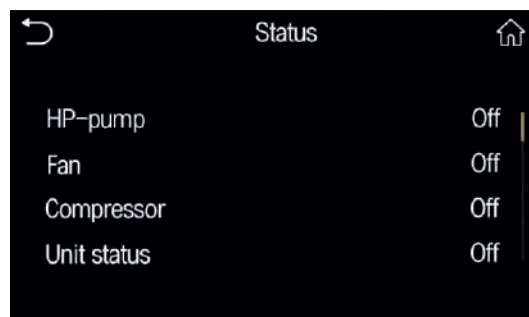 Status
HP-pump Off
Fan Off
Compressor Off
Unit status Off